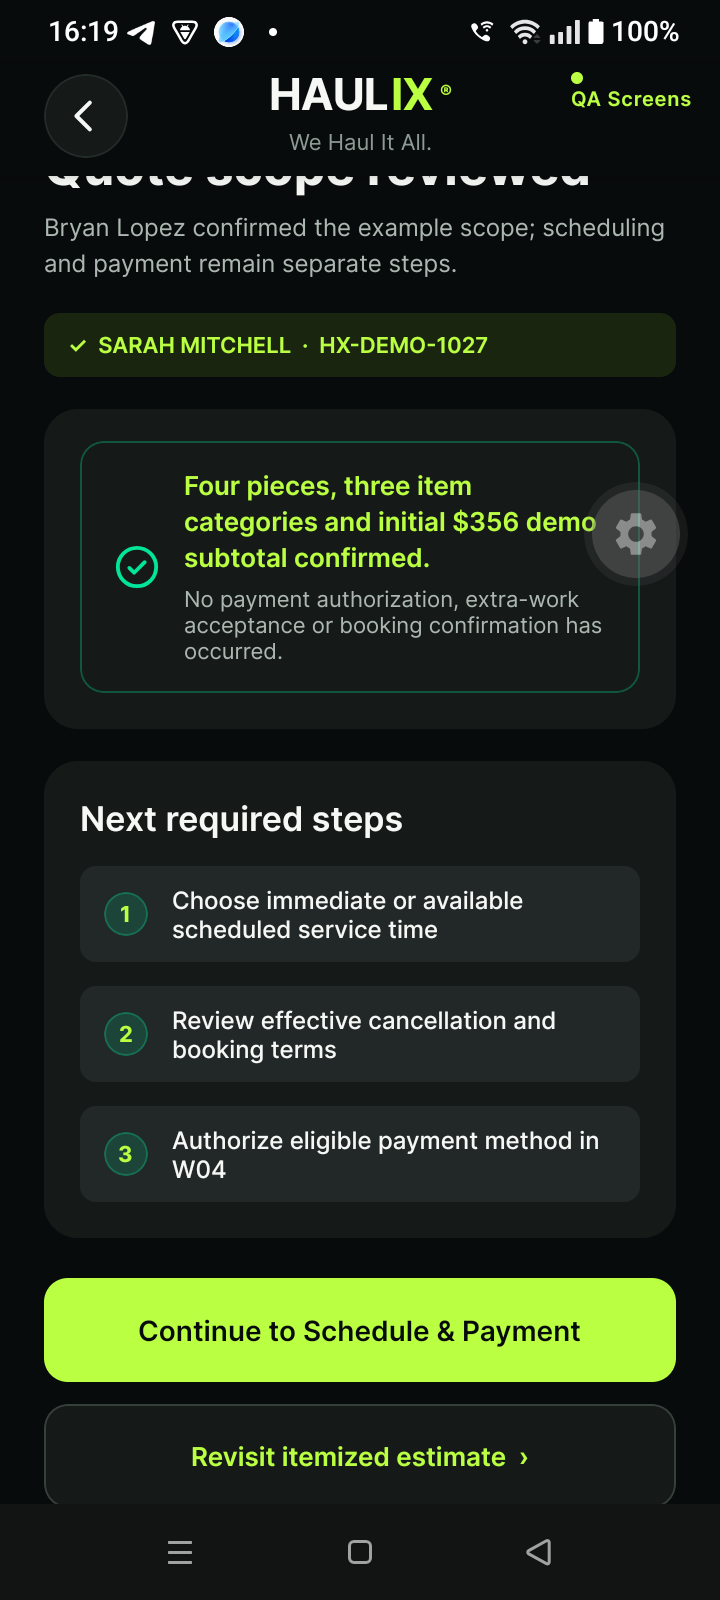 16:19
100%
HAULIX ®
QA Screens
We Haul It All.
Quote scope reviewed
Bryan Lopez confirmed the example scope; scheduling
and payment remain separate steps.
✓ SARAH MITCHELL · HX-DEMO-1027
Four pieces, three item
categories and initial $356 demo
subtotal confirmed.
No payment authorization, extra-work
acceptance or booking confirmation has
occurred.
Next required steps
1 Choose immediate or available
scheduled service time
2 Review effective cancellation and
booking terms
3 Authorize eligible payment method in
W04
Continue to Schedule & Payment
Revisit itemized estimate ›